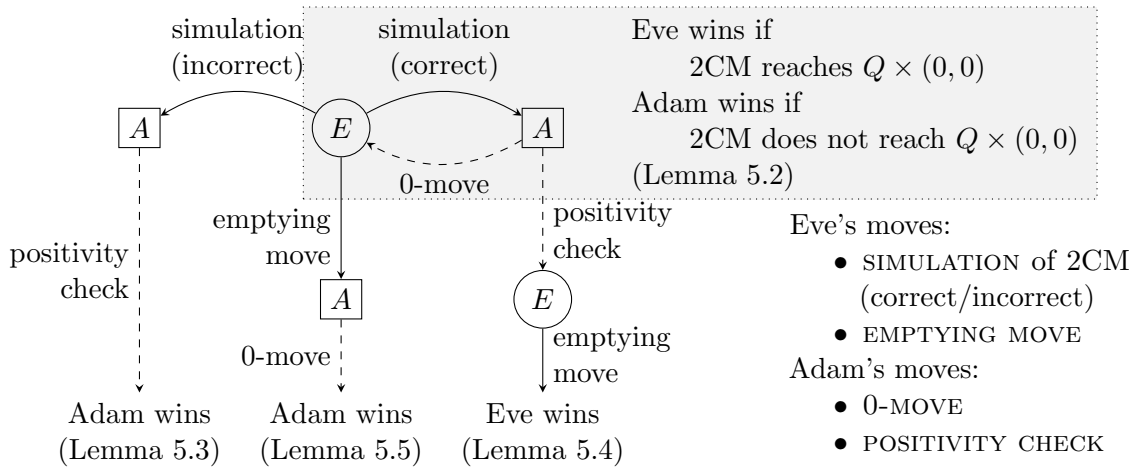 simulation
(incorrect)
simulation
(correct)
Eve wins if
2CM reaches Q × (0, 0)
Adam wins if
2CM does not reach Q × (0, 0)
(Lemma 5.2)
A
E
A
0-move
positivity
check
emptying
move
positivity
check
A
E
0-move
emptying
move
Adam wins
(Lemma 5.3)
Adam wins
(Lemma 5.5)
Eve wins
(Lemma 5.4)
Eve's moves:
• SIMULATION of 2CM
(correct/incorrect)
• EMPTYING MOVE
Adam's moves:
• 0-MOVE
• POSITIVITY CHECK